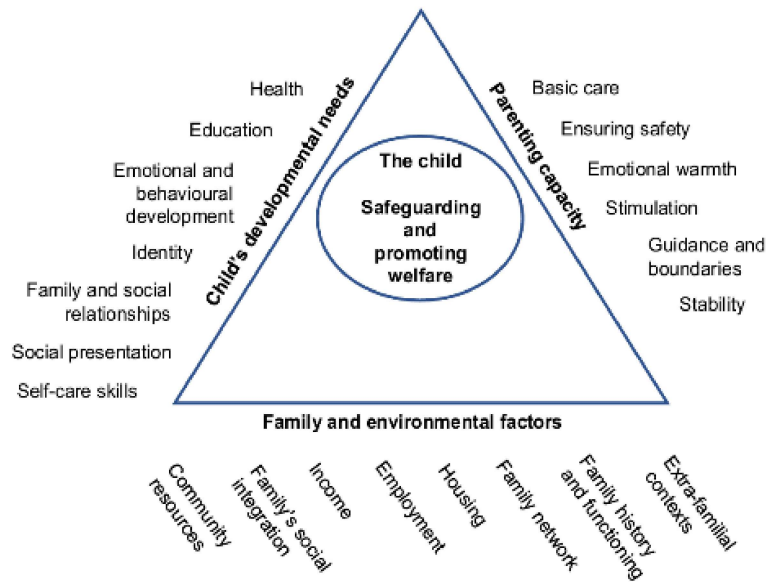 Health
Education
Emotional and
behavioural
development
Identity
Family and social
relationships
Social presentation
Self-care skills
Child's developmental needs
The child
Safeguarding
and
promoting
welfare
Parenting capacity
Basic care
Ensuring safety
Emotional warmth
Stimulation
Guidance and
boundaries
Stability
Family and environmental factors
Community
resources
Family's social
integration
Income
Employment
Housing
Family network
Family history
and functioning
Extra-familial
contexts